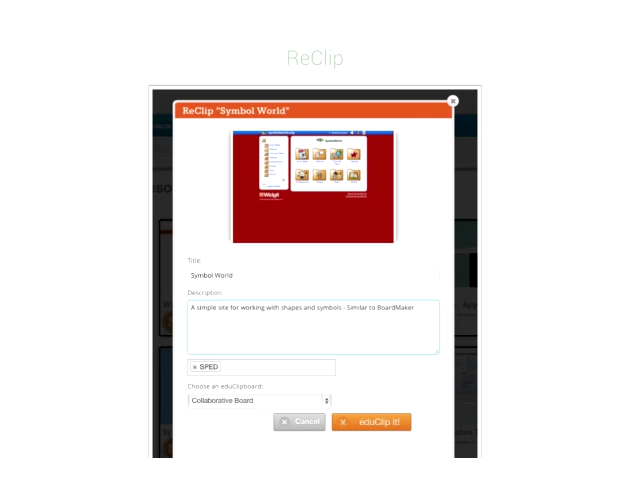 ReClip
ReClip "Symbol World"
Widgit
Title:
Symbol World
Description:
A simple site for working with shapes and symbols - Similar to BoardMaker
× SPED
Choose an eduClipboard:
Collaborative Board
Cancel
eduClip it!